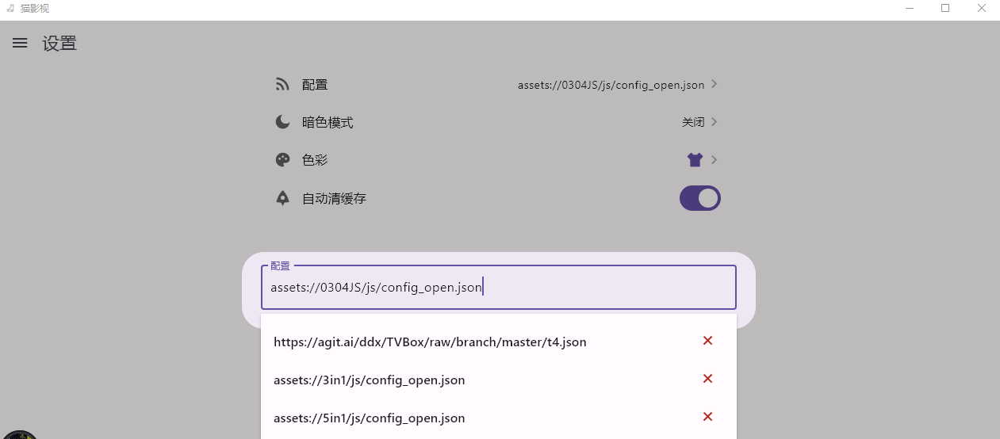 猫影视
设置
配置 assets://0304JS/js/config_open.json
暗色模式 关闭
色彩
自动清缓存
配置
assets://0304JS/js/config_open.json
https://agit.ai/ddx/TVBox/raw/branch/master/t4.json
assets://3in1/js/config_open.json
assets://5in1/js/config_open.json